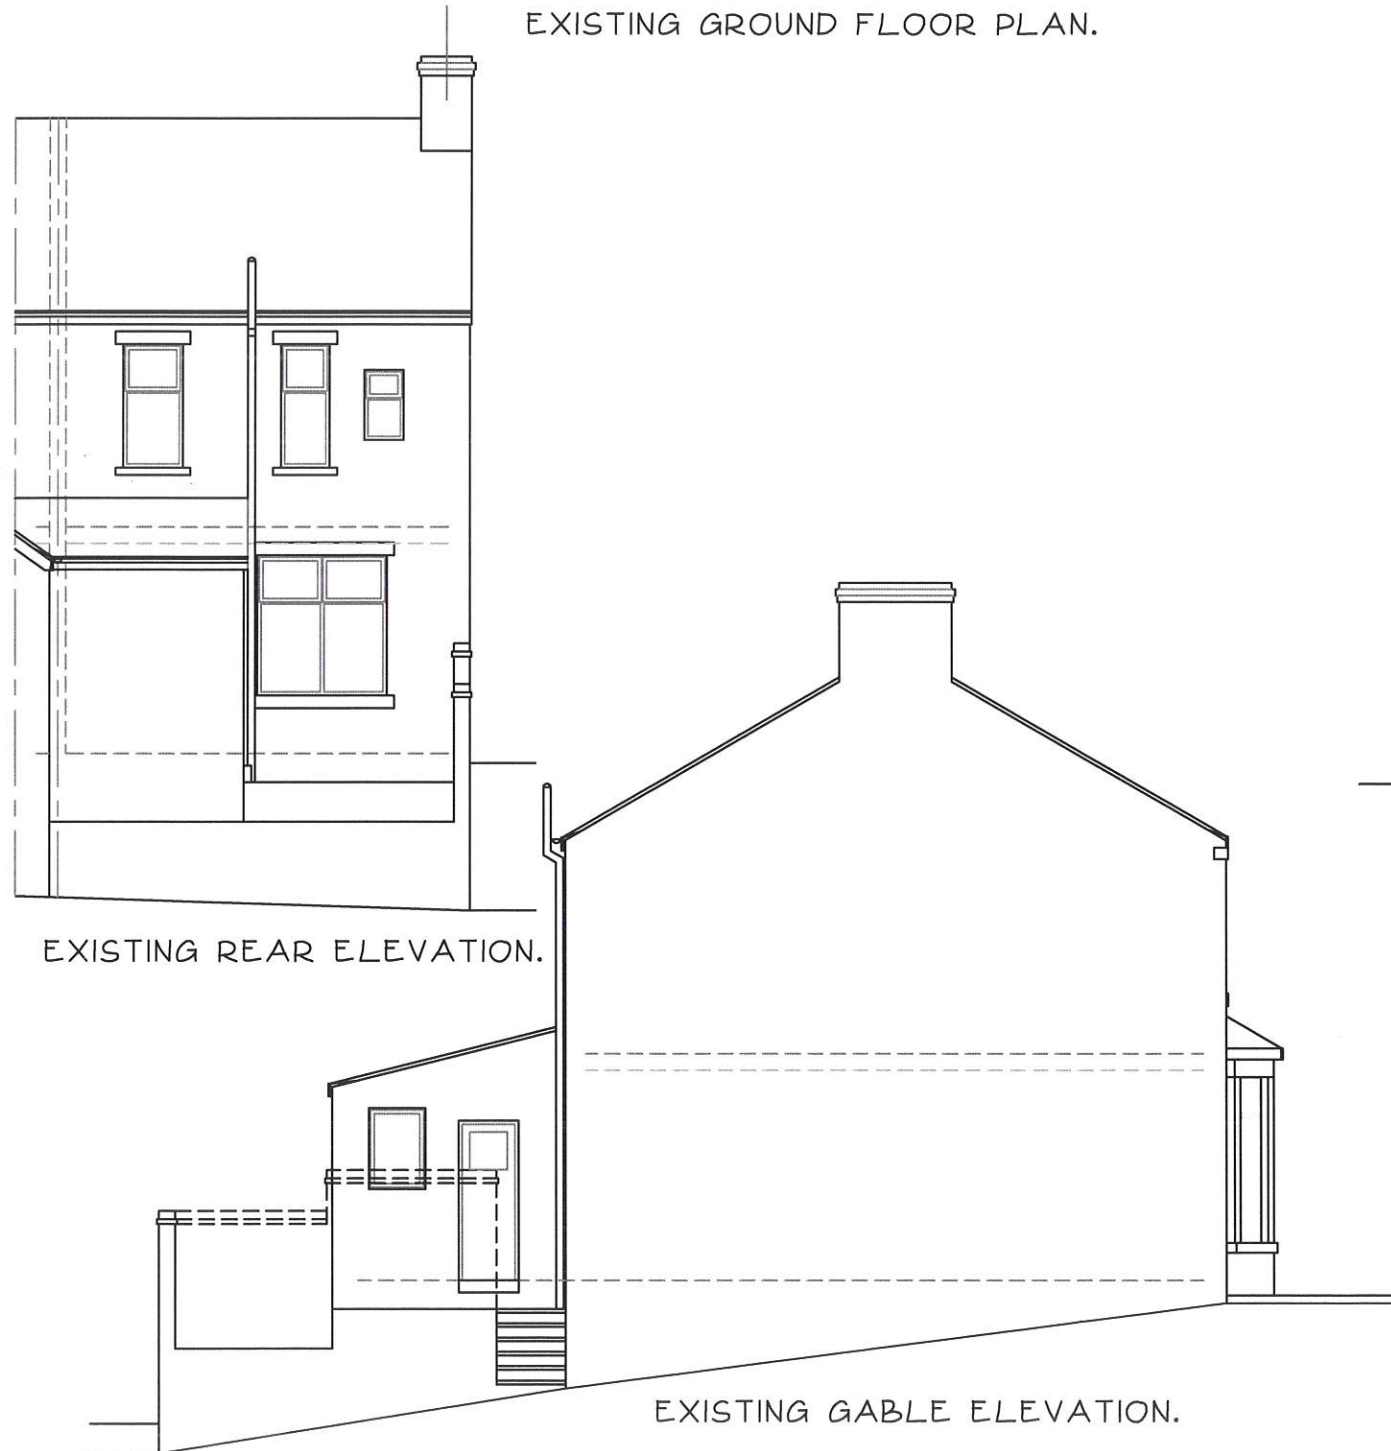 EXISTING GROUND FLOOR PLAN.
EXISTING REAR ELEVATION.
EXISTING GABLE ELEVATION.